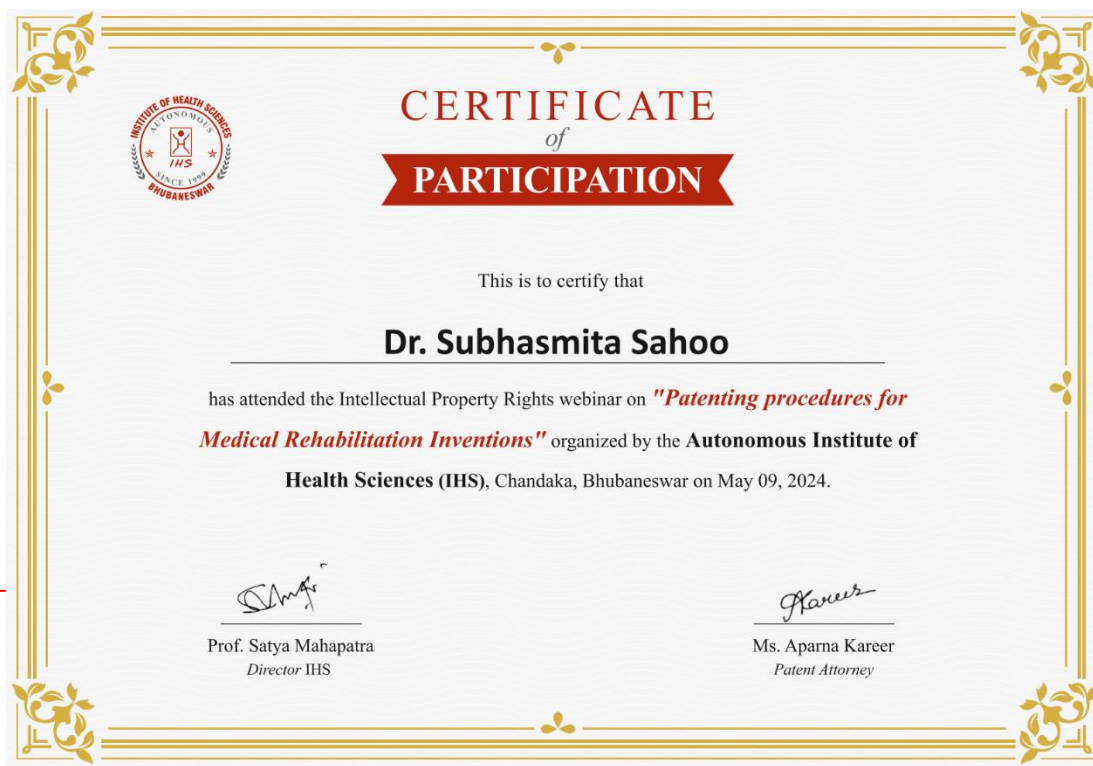 INSTITUTE OF HEALTH SCIENCES
AUTONOMOUS
IHS
SINCE 1999
BHUBANESWAR
CERTIFICATE
of
PARTICIPATION
This is to certify that
Dr. Subhasmita Sahoo
has attended the Intellectual Property Rights webinar on "Patenting procedures for
Medical Rehabilitation Inventions" organized by the Autonomous Institute of
Health Sciences (IHS), Chandaka, Bhubaneswar on May 09, 2024.
Prof. Satya Mahapatra
Director IHS
Ms. Aparna Kareer
Patent Attorney